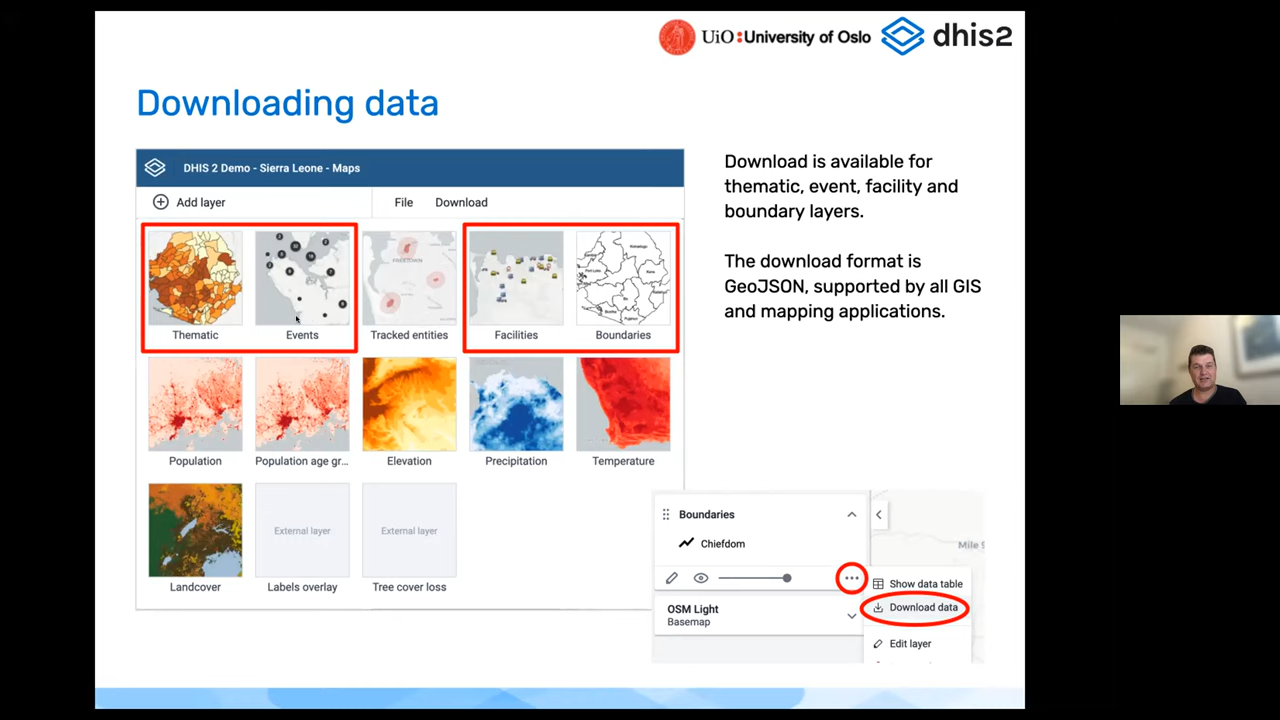 UiO:University of Oslo dhis2
Downloading data
DHIS 2 Demo - Sierra Leone - Maps
Add layer File Download
Thematic Events Tracked entities Facilities Boundaries
FREETOWN
Population Population age gr... Elevation Precipitation Temperature
External layer External layer
Landcover Labels overlay Tree cover loss
Download is available for
thematic, event, facility and
boundary layers.
The download format is
GeoJSON, supported by all GIS
and mapping applications.
Boundaries
Chiefdom
OSM Light
Basemap
Mile 9
Show data table
Download data
Edit layer